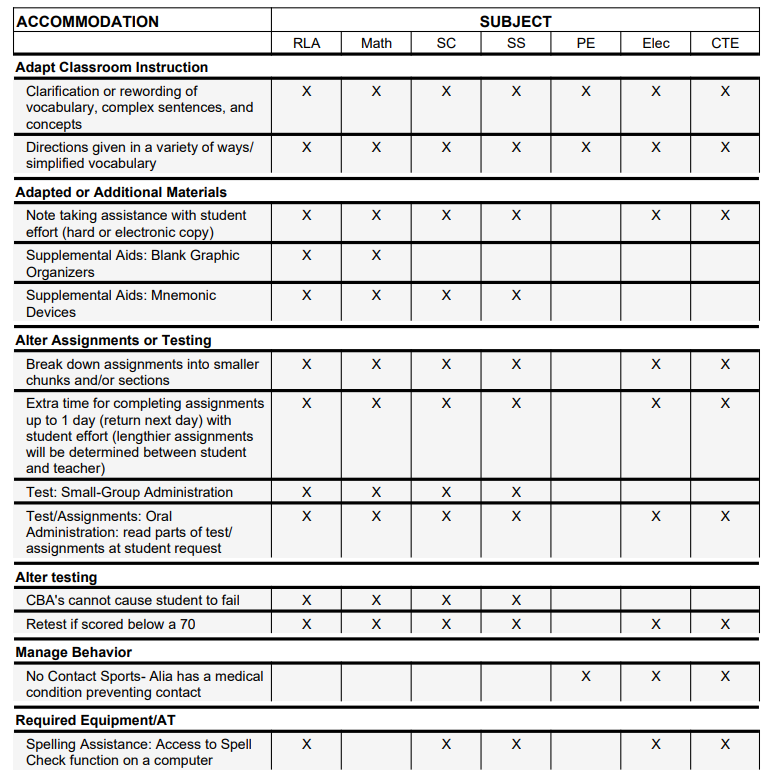 ACCOMMODATION SUBJECT
RLA Math SC SS PE Elec CTE
Adapt Classroom Instruction
Clarification or rewording of X X X X X X X
vocabulary, complex sentences, and
concepts
Directions given in a variety of ways/ X X X X X X X
simplified vocabulary
Adapted or Additional Materials
Note taking assistance with student X X X X X X
effort (hard or electronic copy)
Supplemental Aids: Blank Graphic X X
Organizers
Supplemental Aids: Mnemonic X X X X
Devices
Alter Assignments or Testing
Break down assignments into smaller X X X X X X
chunks and/or sections
Extra time for completing assignments X X X X X X
up to 1 day (return next day) with
student effort (lengthier assignments
will be determined between student
and teacher)
Test: Small-Group Administration X X X X
Test/Assignments: Oral X X X X X X
Administration: read parts of test/
assignments at student request
Alter testing
CBA's cannot cause student to fail X X X X
Retest if scored below a 70 X X X X X X
Manage Behavior
No Contact Sports- Alia has a medical X X X
condition preventing contact
Required Equipment/AT
Spelling Assistance: Access to Spell X X X X X
Check function on a computer